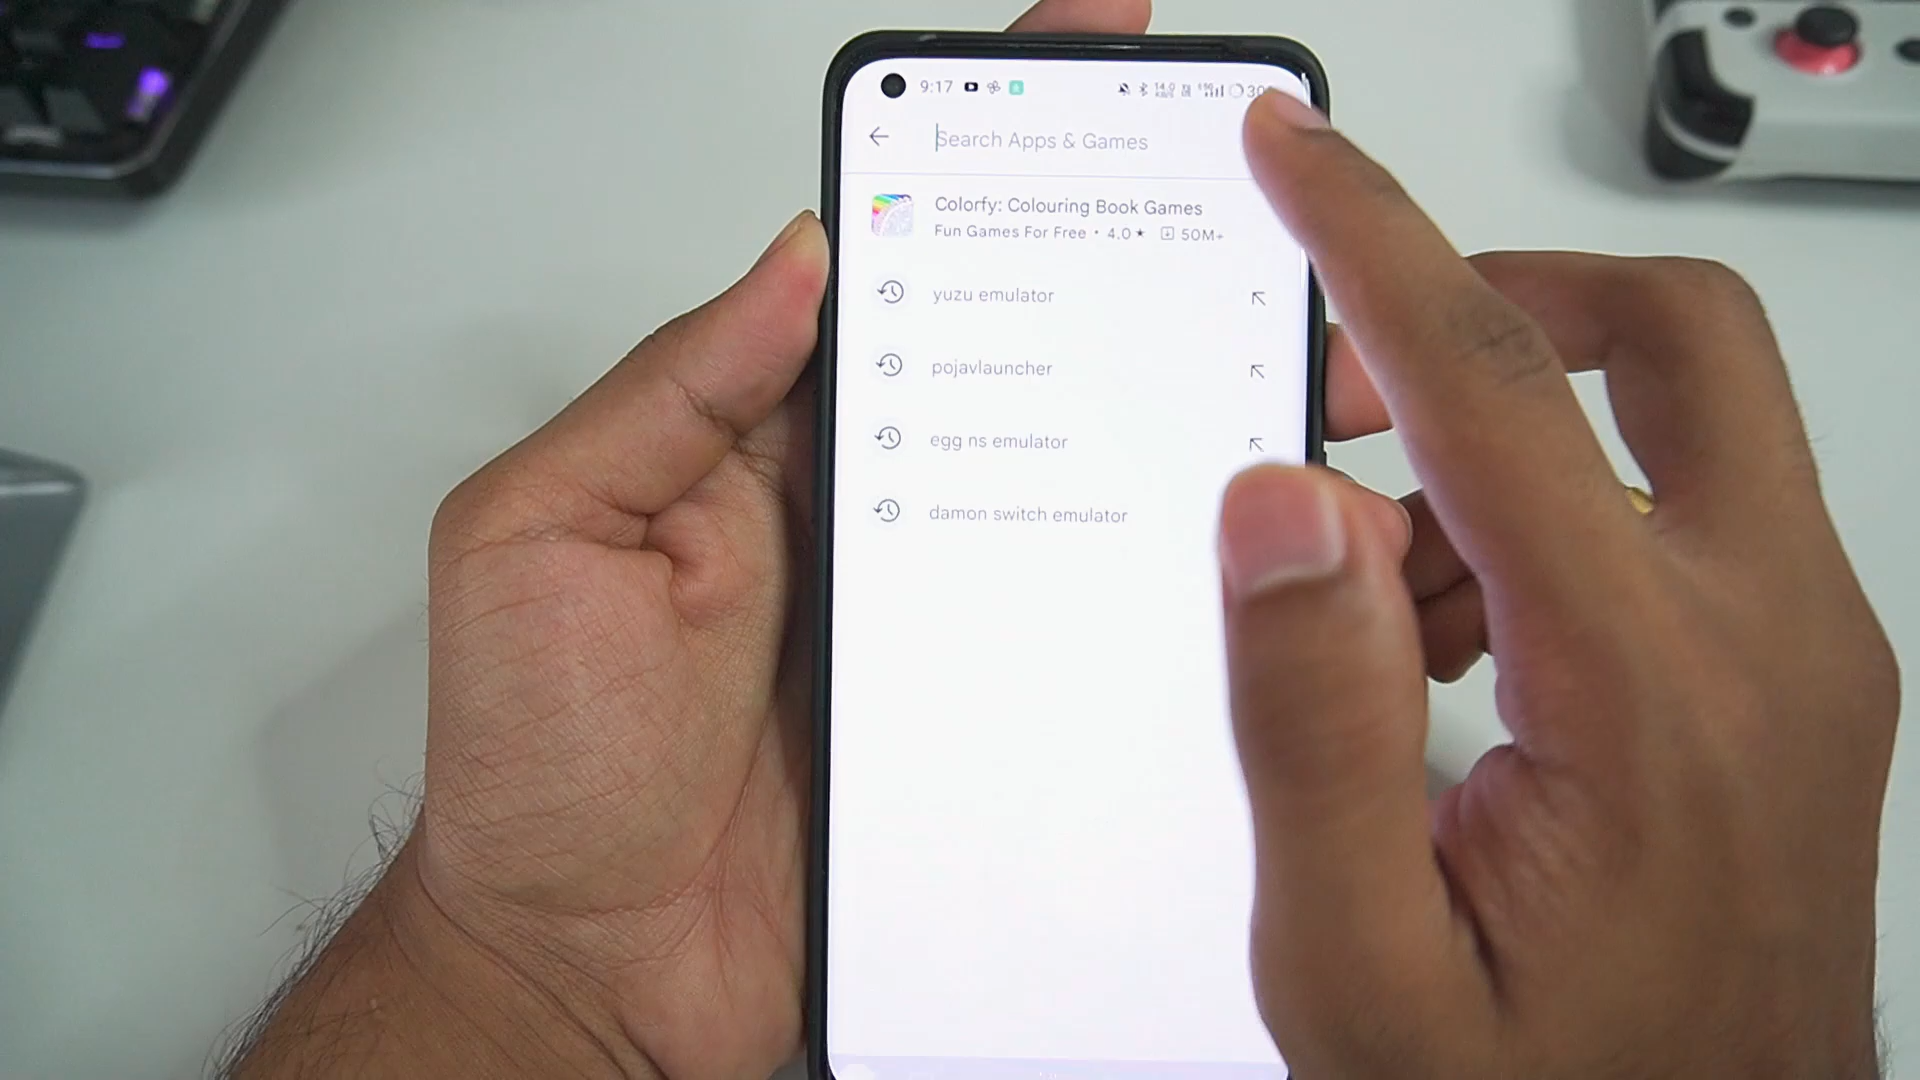 9:17
Search Apps & Games
Colorfy: Colouring Book Games
Fun Games For Free • 4.0★ 50M+
yuzu emulator
pojavlauncher
egg ns emulator
damon switch emulator